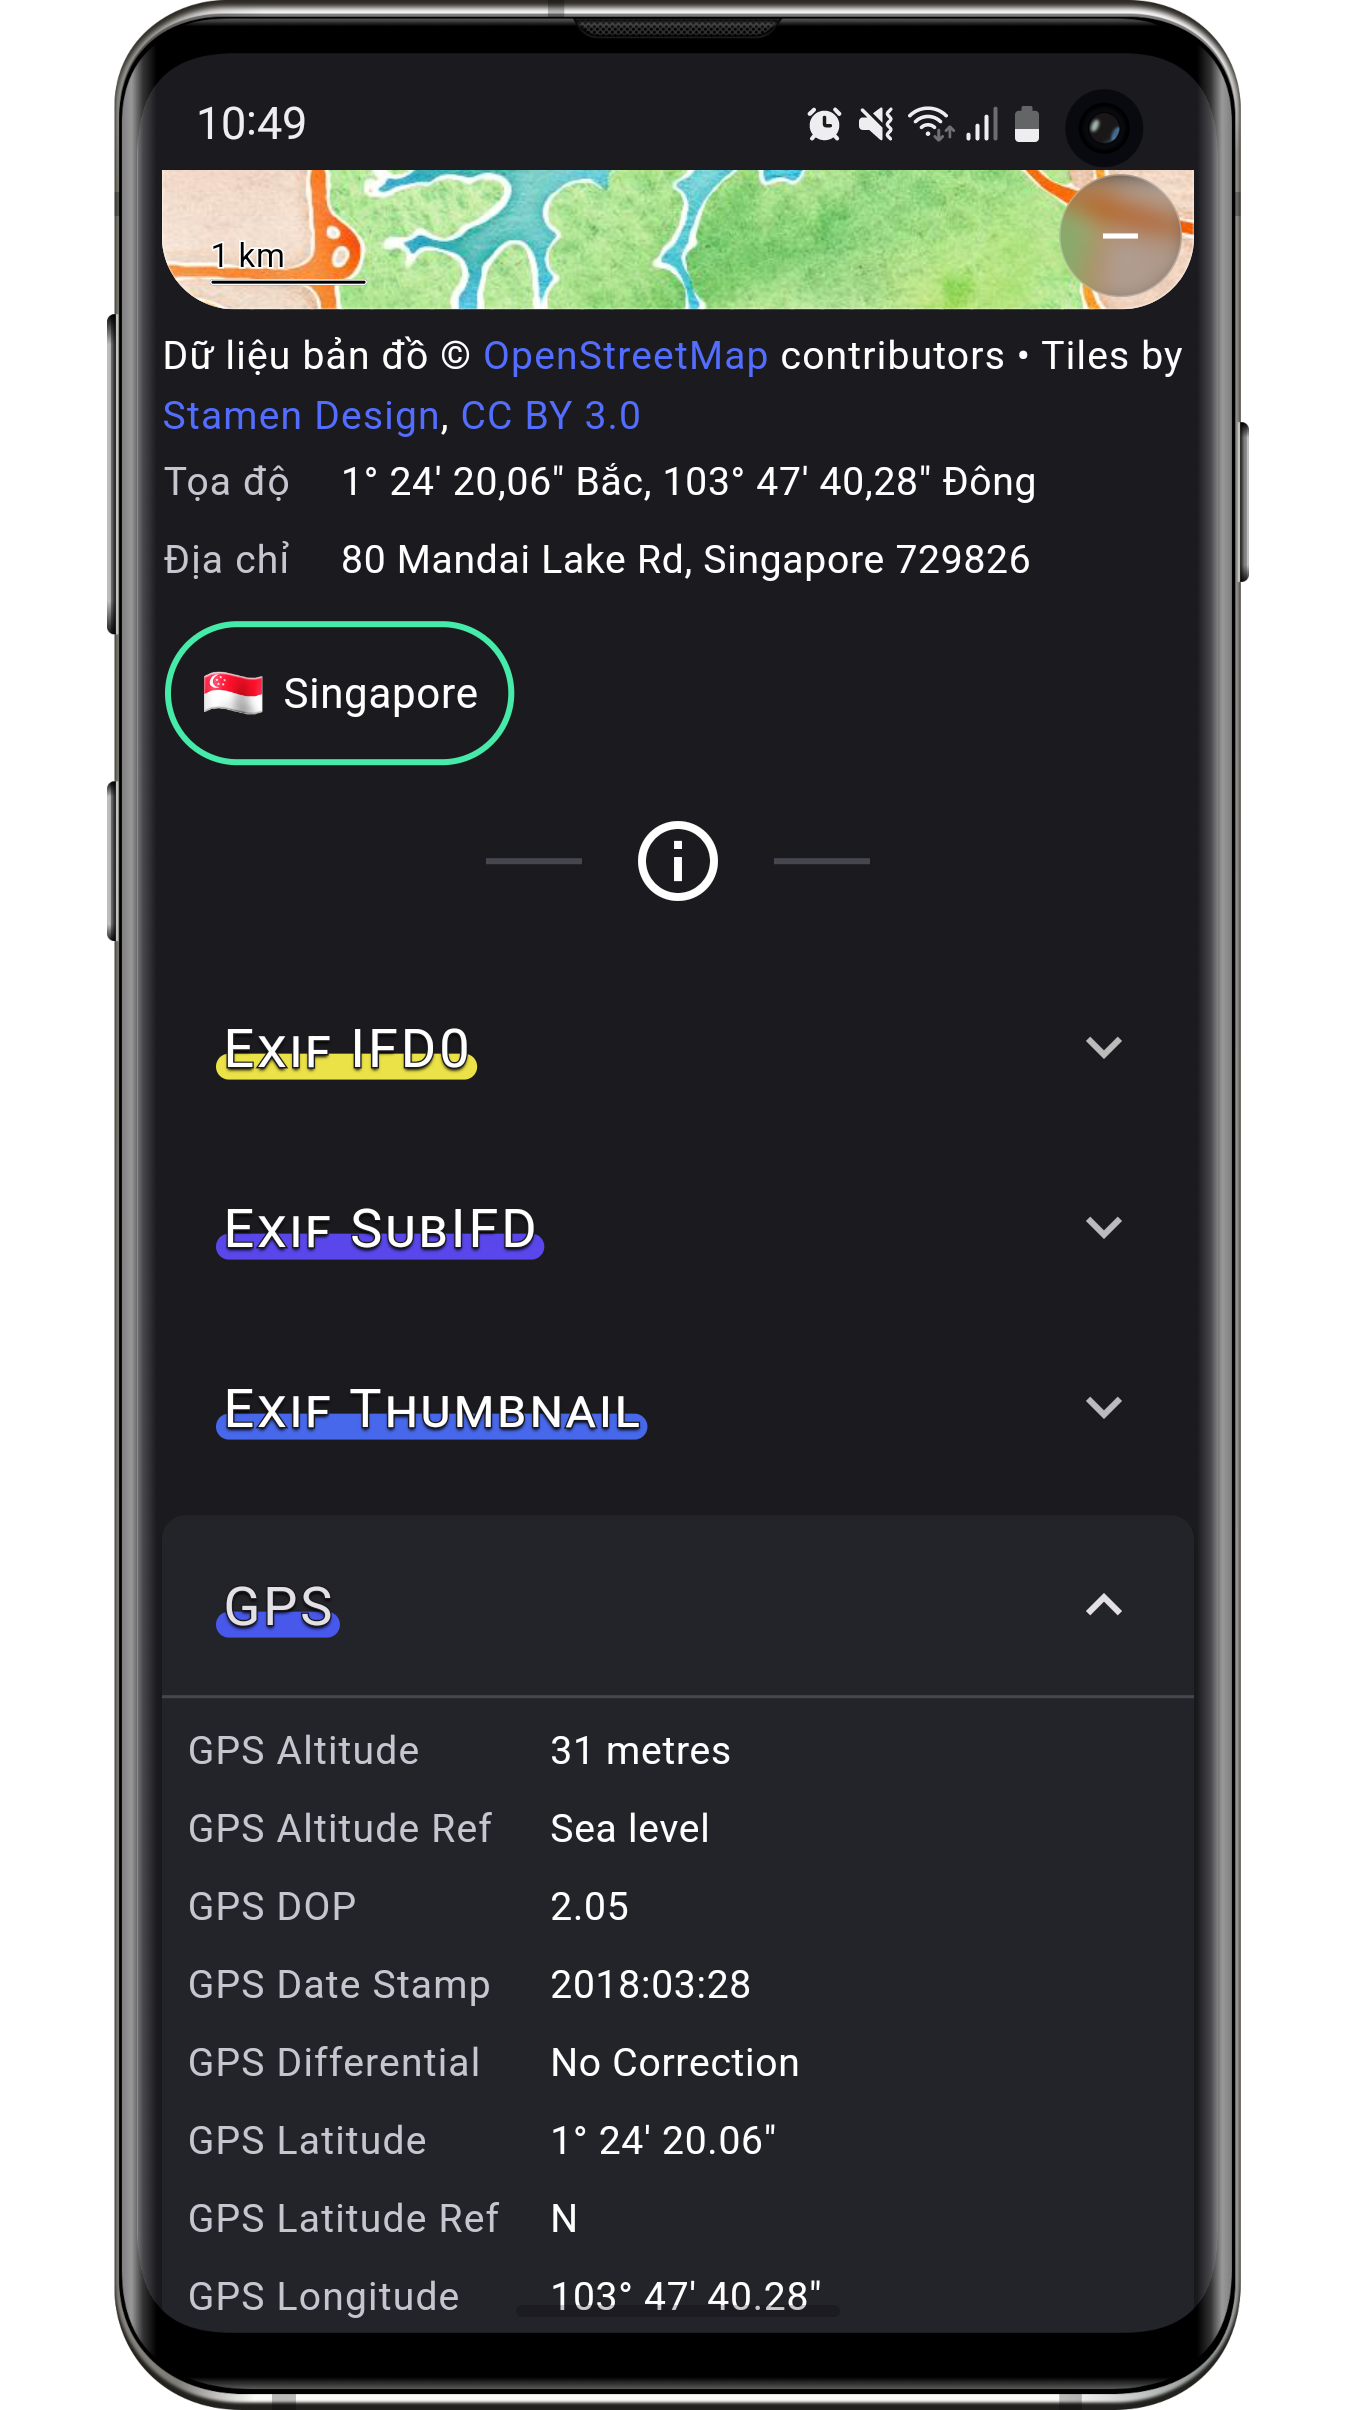 10:49
1 km
Dữ liệu bản đồ © OpenStreetMap contributors • Tiles by
Stamen Design, CC BY 3.0
Tọa độ 1° 24' 20,06" Bắc, 103° 47' 40,28" Đông
Địa chỉ 80 Mandai Lake Rd, Singapore 729826
Singapore
Exif IFD0
Exif SubIFD
Exif Thumbnail
GPS
GPS Altitude 31 metres
GPS Altitude Ref Sea level
GPS DOP 2.05
GPS Date Stamp 2018:03:28
GPS Differential No Correction
GPS Latitude 1° 24' 20.06"
GPS Latitude Ref N
GPS Longitude 103° 47' 40.28"